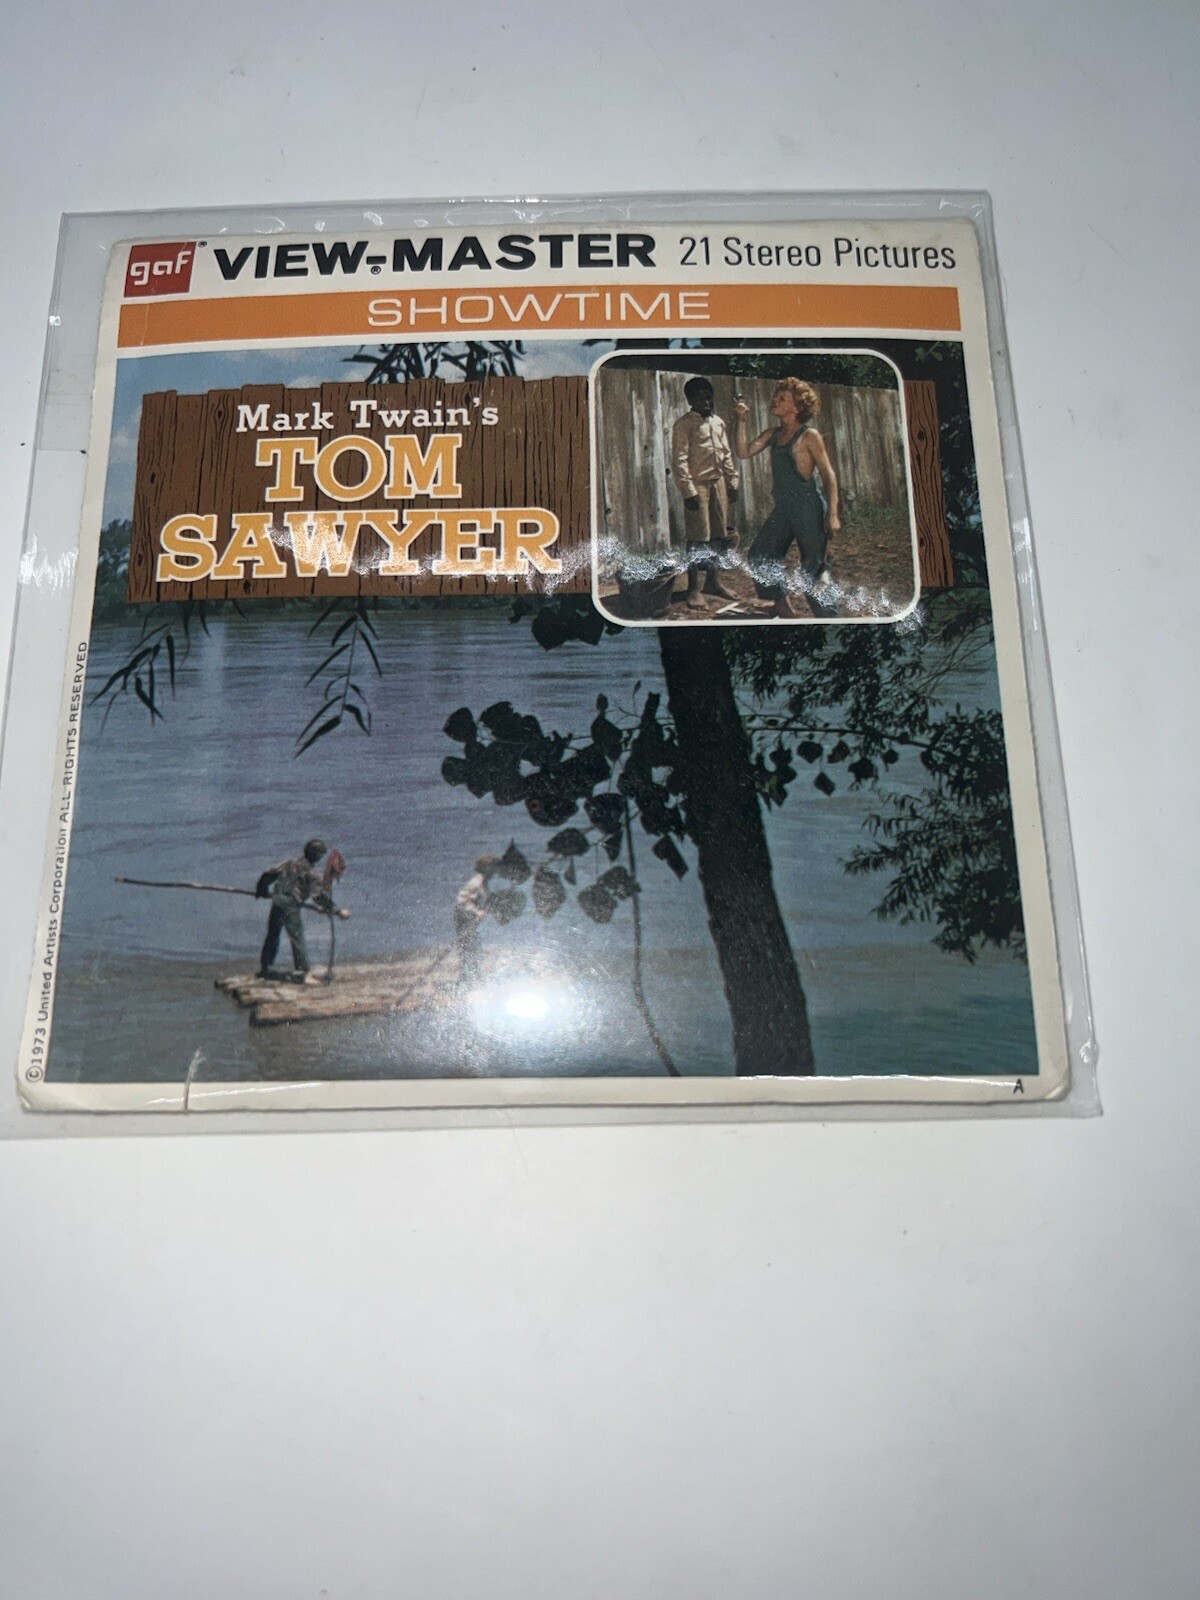 gaf® VIEW-MASTER® 21 Stereo Pictures
SHOWTIME
Mark Twain's
TOM
SAWYER
©1973 United Artists Corporation ALL RIGHTS RESERVED
A